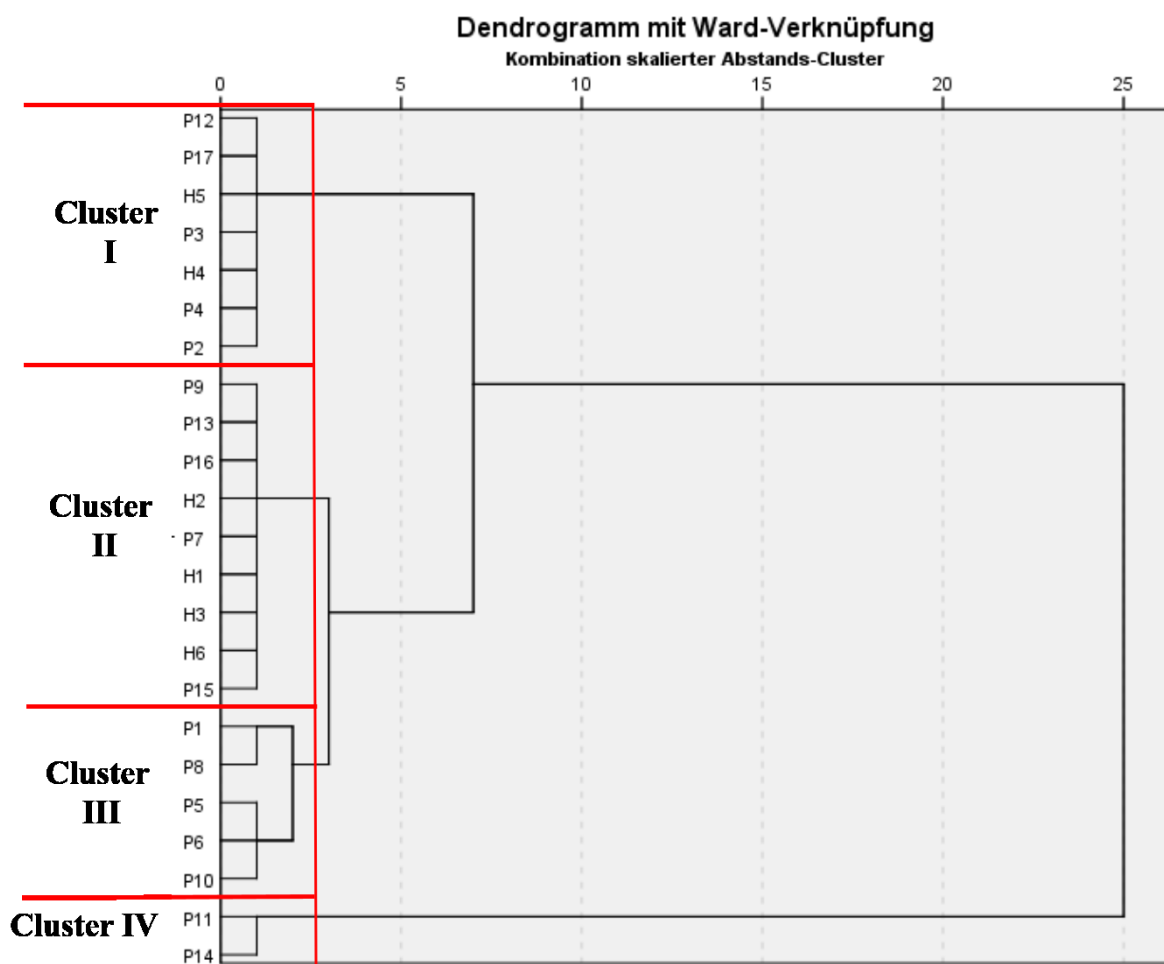 Dendrogramm mit Ward-Verknüpfung
Kombination skalierter Abstands-Cluster
0 5 10 15 20 25
P12
P17
Cluster
I
H5
P3
H4
P4
P2
P9
P13
P16
Cluster
II
H2
P7
H1
H3
H6
P15
P1
Cluster
III
P8
P5
P6
P10
Cluster IV
P11
P14